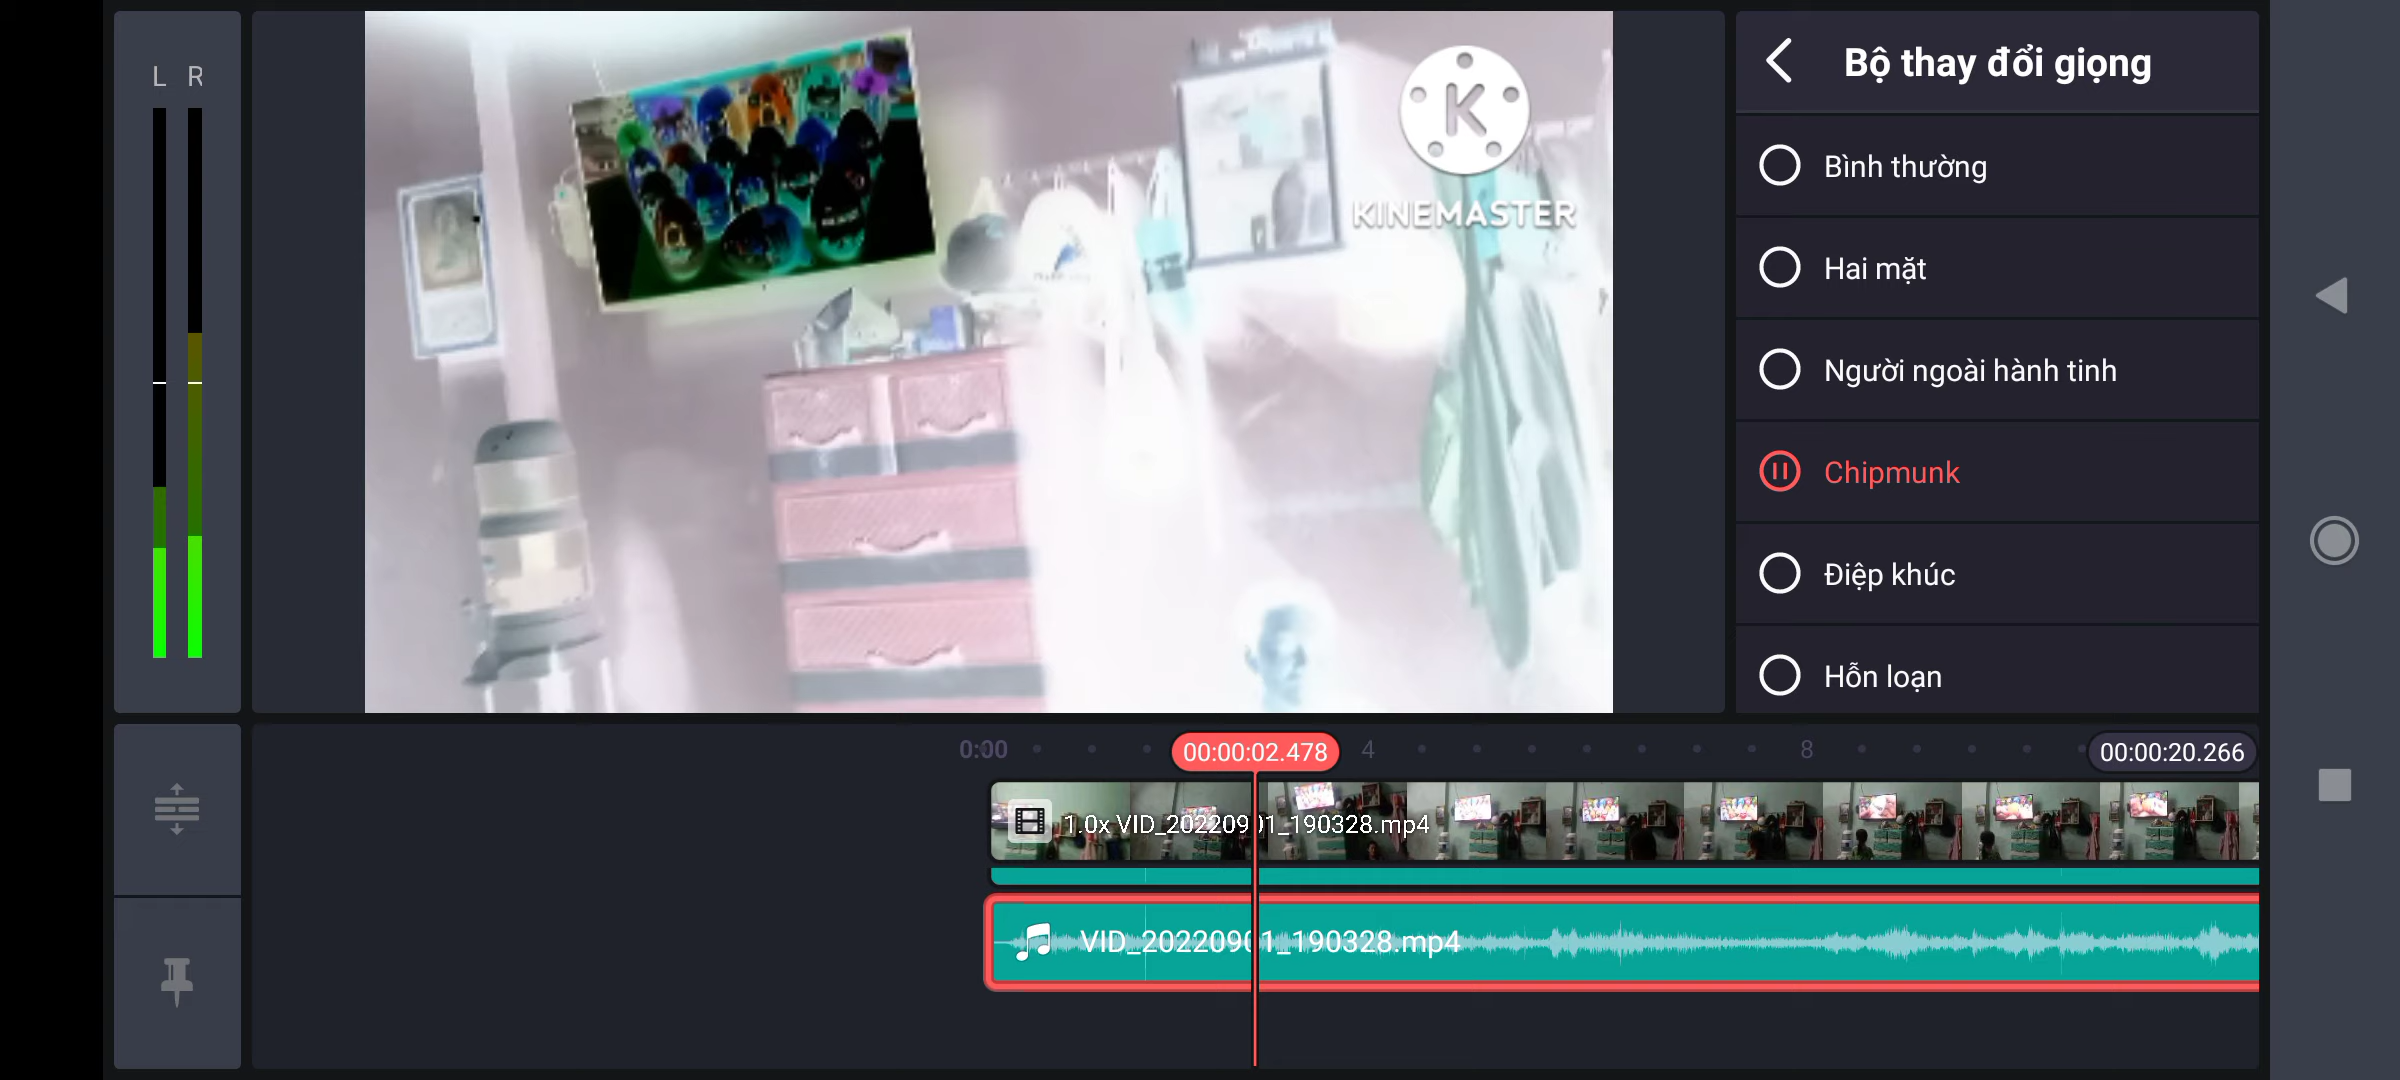 L R
K
KINEMASTER
Bộ thay đổi giọng
Bình thường
Hai mặt
Người ngoài hành tinh
Chipmunk
Điệp khúc
Hỗn loạn
0:00
00:00:02.478
4
8
00:00:20.266
1.0x VID_20220901_190328.mp4
VID_20220901_190328.mp4